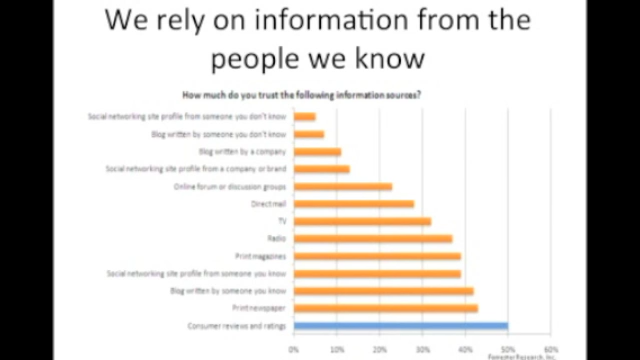 We rely on information from the
people we know
How much do you trust the following information sources?
Social networking site profile from someone you don't know
Blog written by someone you don't know
Blog written by a company
Social networking site profile from a company or brand
Online forum or discussion groups
Direct mail
TV
Radio
Print magazines
Social networking site profile from someone you know
Blog written by someone you know
Print newspaper
Consumer reviews and ratings
0% 10% 20% 30% 40% 50% 60%
Forrester Research, Inc.